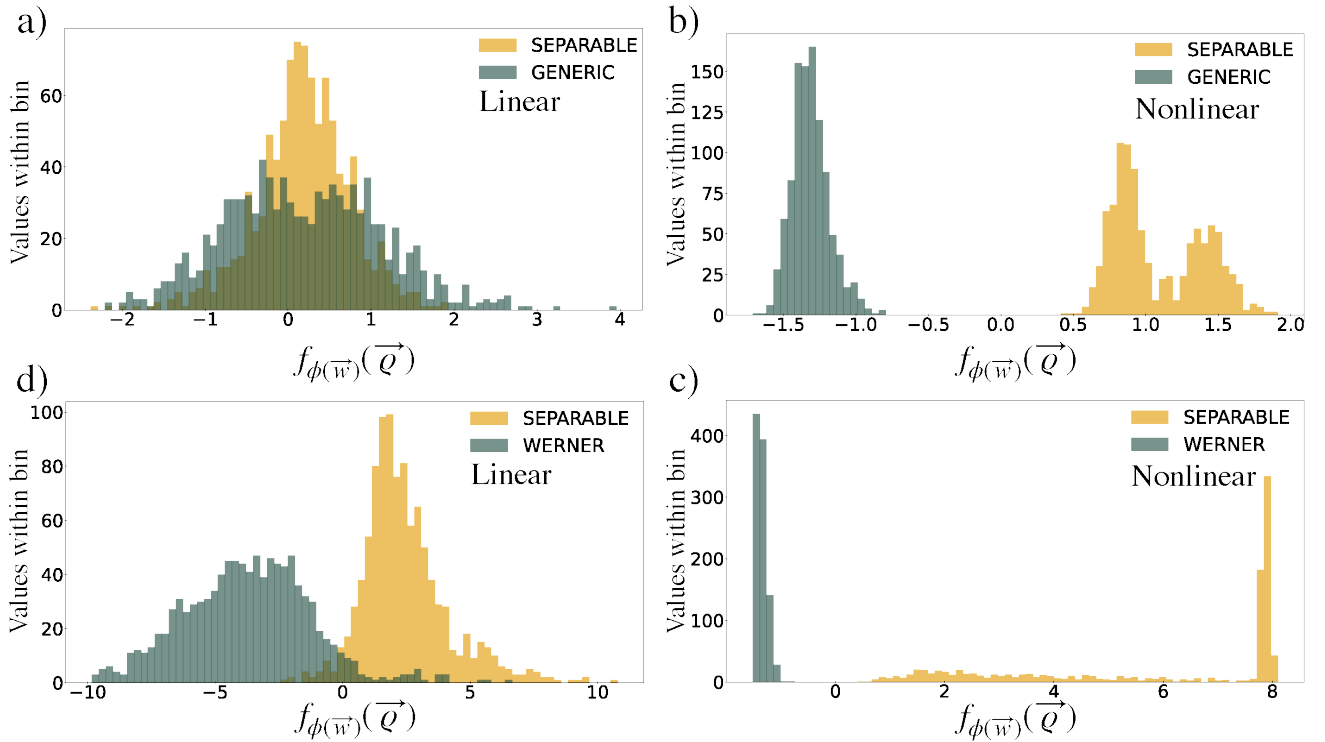 a)
SEPARABLE
GENERIC
Linear
Values within bin
60
40
20
0
−2 −1 0 1 2 3 4
f_ϕ(w⃗)(ϱ⃗)
b)
SEPARABLE
GENERIC
Nonlinear
Values within bin
150
125
100
75
50
25
0
−1.5 −1.0 −0.5 0.0 0.5 1.0 1.5 2.0
f_ϕ(w⃗)(ϱ⃗)
d)
SEPARABLE
WERNER
Linear
Values within bin
100
80
60
40
20
0
−10 −5 0 5 10
f_ϕ(w⃗)(ϱ⃗)
c)
SEPARABLE
WERNER
Nonlinear
Values within bin
400
300
200
100
0
0 2 4 6 8
f_ϕ(w⃗)(ϱ⃗)